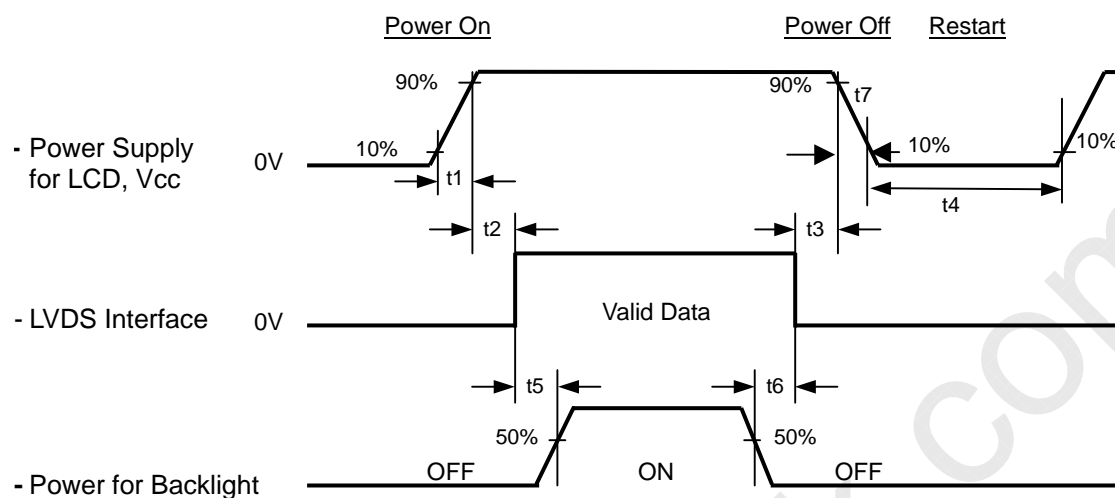 Power On Power Off Restart
90% 90% t7
- Power Supply for LCD, Vcc
0V 10% 10% 10%
t1 t4
t2 t3
- LVDS Interface 0V Valid Data
t5 t6
50% 50%
- Power for Backlight OFF ON OFF
com